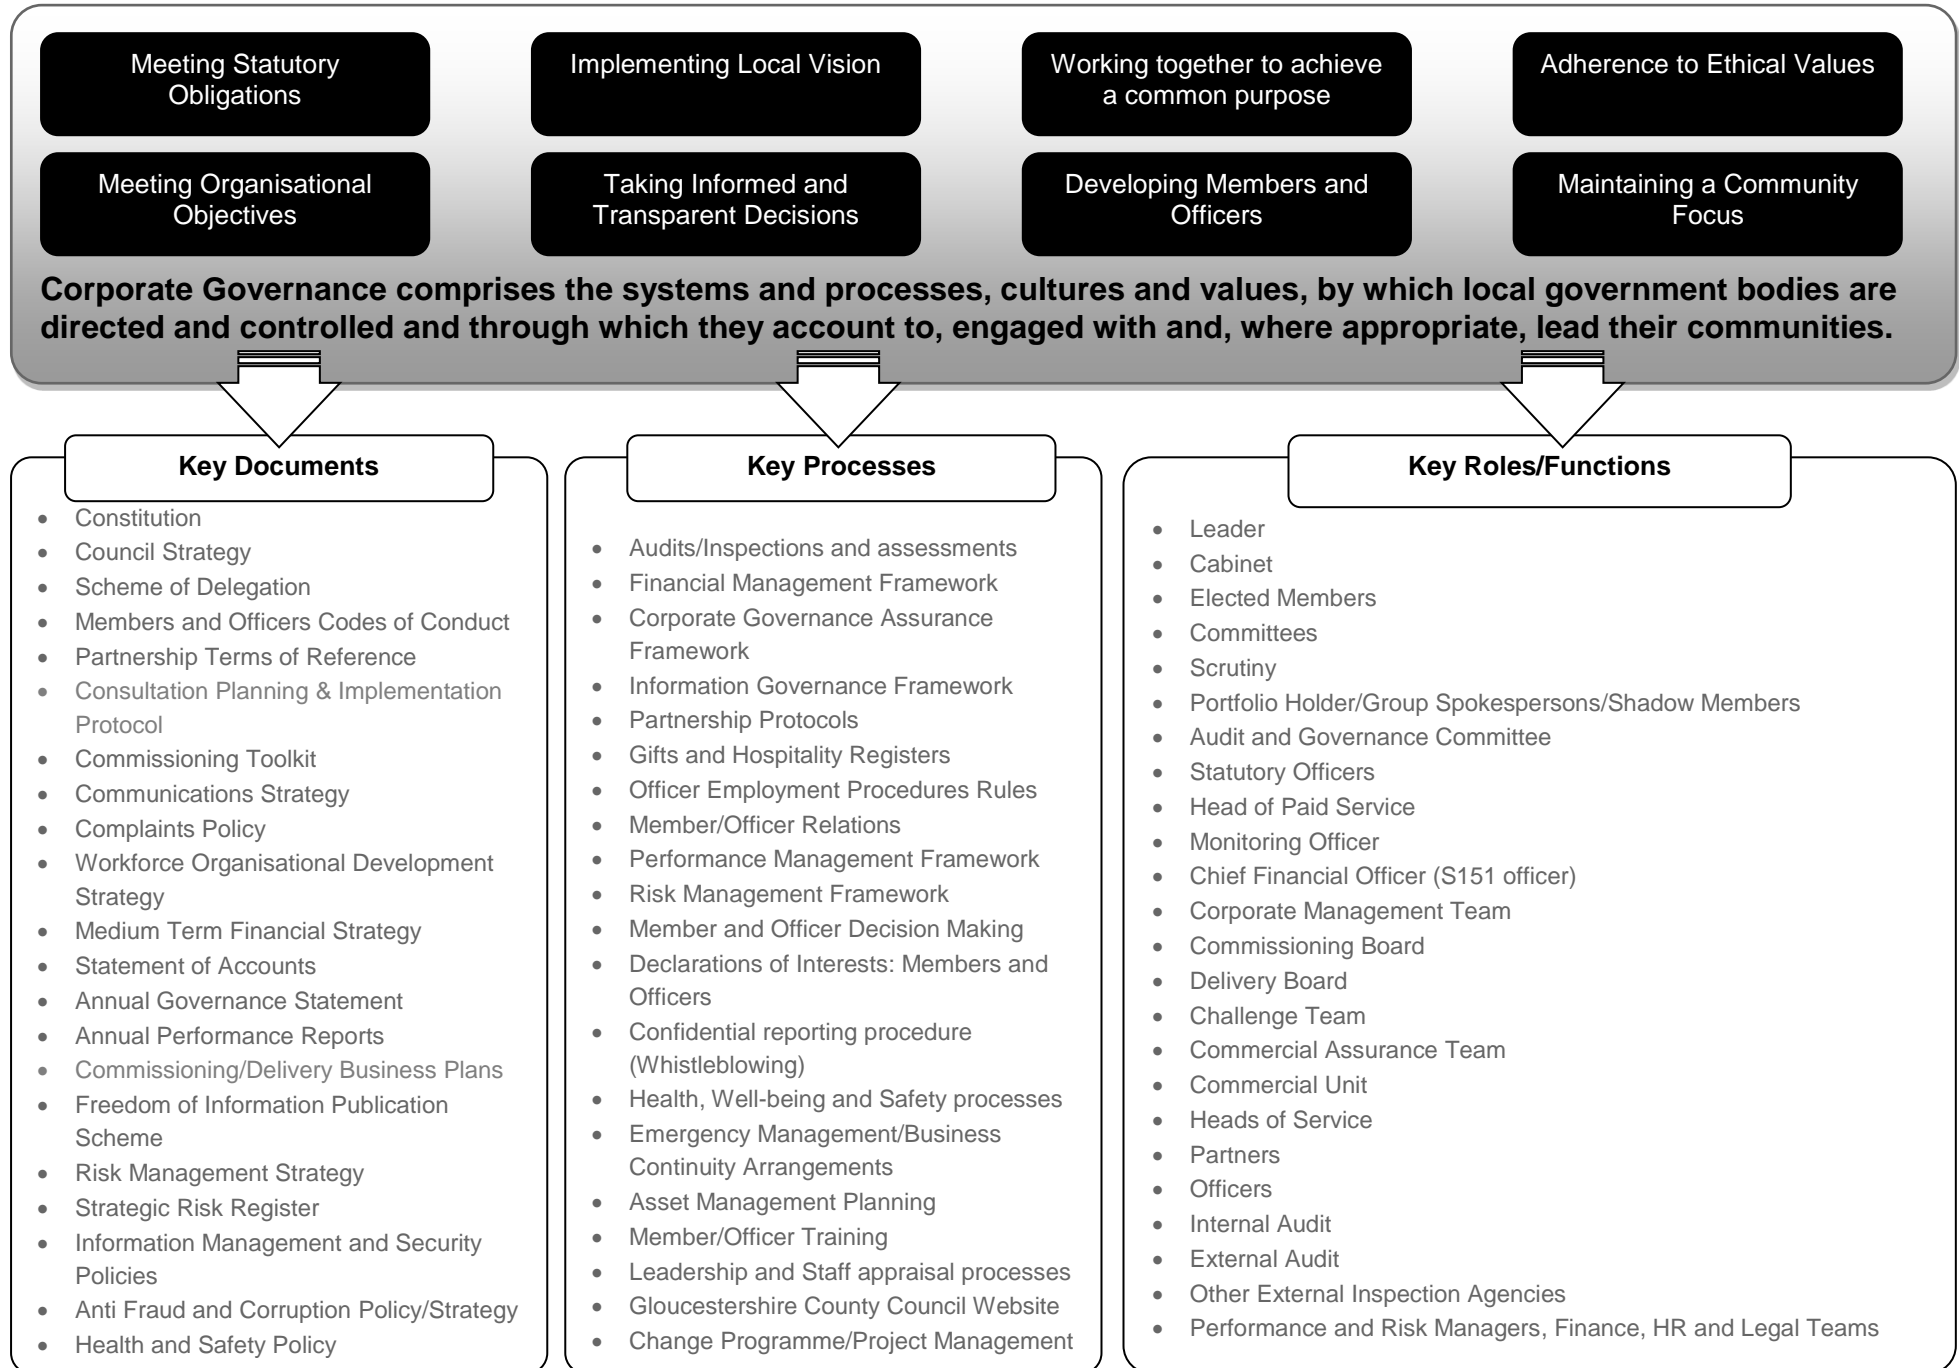 Meeting Statutory
Obligations
Implementing Local Vision
Working together to achieve
a common purpose
Adherence to Ethical Values
Meeting Organisational
Objectives
Taking Informed and
Transparent Decisions
Developing Members and
Officers
Maintaining a Community
Focus
Corporate Governance comprises the systems and processes, cultures and values, by which local government bodies are
directed and controlled and through which they account to, engaged with and, where appropriate, lead their communities.
Key Documents
• Constitution
• Council Strategy
• Scheme of Delegation
• Members and Officers Codes of Conduct
• Partnership Terms of Reference
• Consultation Planning & Implementation
Protocol
• Commissioning Toolkit
• Communications Strategy
• Complaints Policy
• Workforce Organisational Development
Strategy
• Medium Term Financial Strategy
• Statement of Accounts
• Annual Governance Statement
• Annual Performance Reports
• Commissioning/Delivery Business Plans
• Freedom of Information Publication
Scheme
• Risk Management Strategy
• Strategic Risk Register
• Information Management and Security
Policies
• Anti Fraud and Corruption Policy/Strategy
• Health and Safety Policy
Key Processes
• Audits/Inspections and assessments
• Financial Management Framework
• Corporate Governance Assurance
Framework
• Information Governance Framework
• Partnership Protocols
• Gifts and Hospitality Registers
• Officer Employment Procedures Rules
• Member/Officer Relations
• Performance Management Framework
• Risk Management Framework
• Member and Officer Decision Making
• Declarations of Interests: Members and
Officers
• Confidential reporting procedure
(Whistleblowing)
• Health, Well-being and Safety processes
• Emergency Management/Business
Continuity Arrangements
• Asset Management Planning
• Member/Officer Training
• Leadership and Staff appraisal processes
• Gloucestershire County Council Website
• Change Programme/Project Management
Key Roles/Functions
• Leader
• Cabinet
• Elected Members
• Committees
• Scrutiny
• Portfolio Holder/Group Spokespersons/Shadow Members
• Audit and Governance Committee
• Statutory Officers
• Head of Paid Service
• Monitoring Officer
• Chief Financial Officer (S151 officer)
• Corporate Management Team
• Commissioning Board
• Delivery Board
• Challenge Team
• Commercial Assurance Team
• Commercial Unit
• Heads of Service
• Partners
• Officers
• Internal Audit
• External Audit
• Other External Inspection Agencies
• Performance and Risk Managers, Finance, HR and Legal Teams